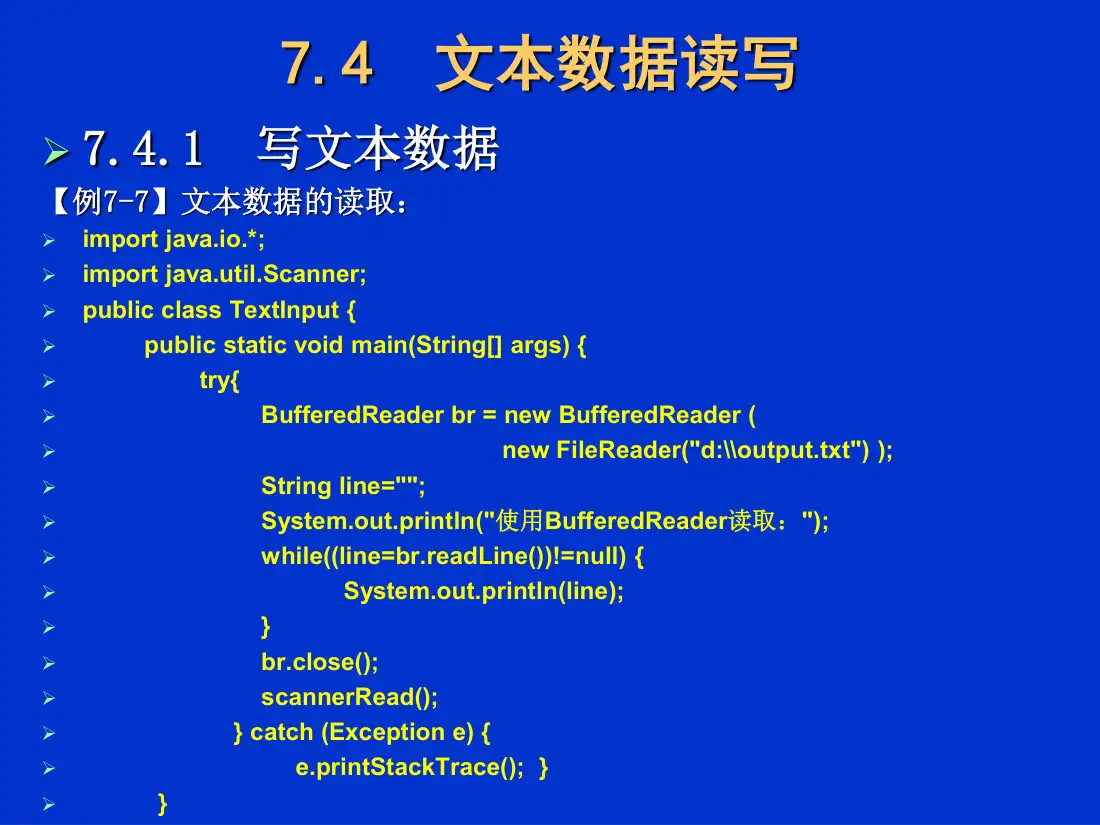 7.4 文本数据读写
7.4.1 写文本数据
【例7-7】文本数据的读取：
import java.io.*;
import java.util.Scanner;
public class TextInput {
public static void main(String[] args) {
try{
BufferedReader br = new BufferedReader (
new FileReader("d:\\output.txt") );
String line="";
System.out.println("使用BufferedReader读取：");
while((line=br.readLine())!=null) {
System.out.println(line);
}
br.close();
scannerRead();
} catch (Exception e) {
e.printStackTrace(); }
}